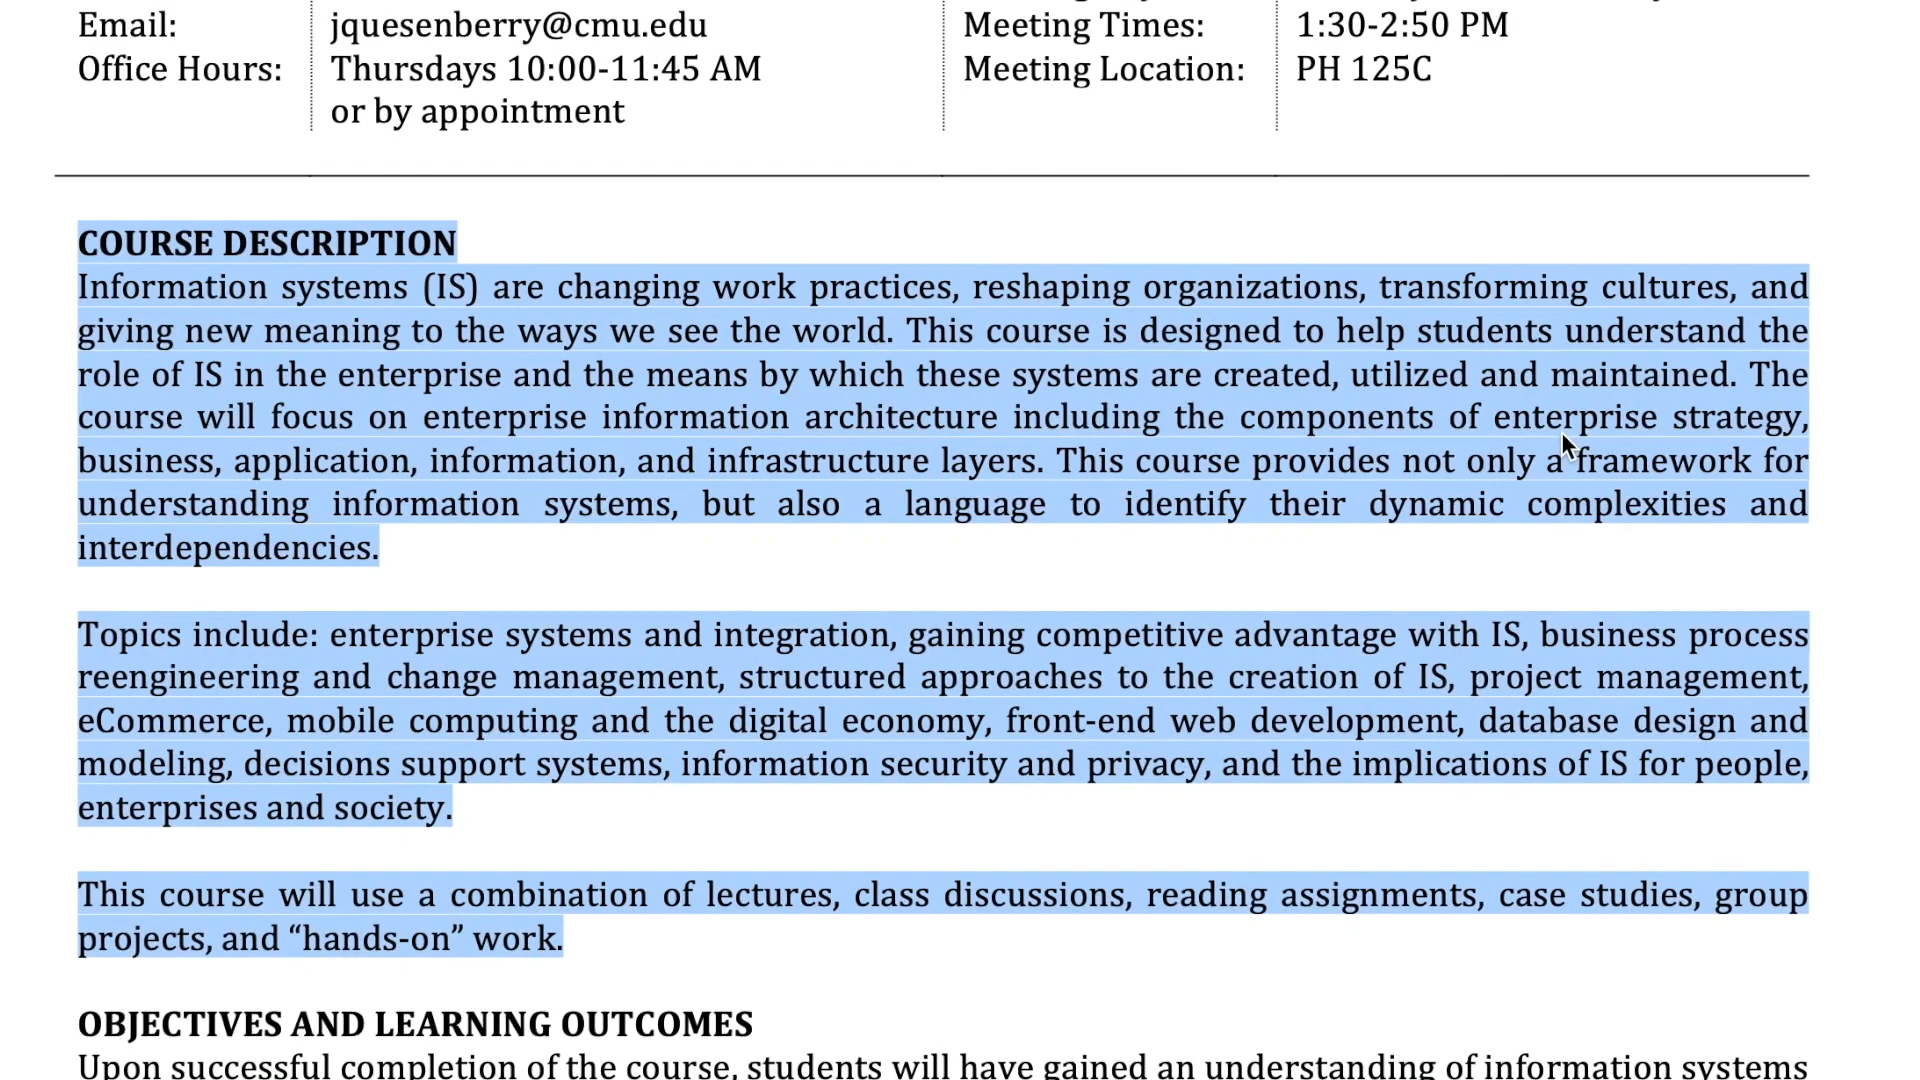 Email: jquesenberry@cmu.edu Meeting Times: 1:30-2:50 PM
Office Hours: Thursdays 10:00-11:45 AM Meeting Location: PH 125C
or by appointment
COURSE DESCRIPTION
Information systems (IS) are changing work practices, reshaping organizations, transforming cultures, and
giving new meaning to the ways we see the world. This course is designed to help students understand the
role of IS in the enterprise and the means by which these systems are created, utilized and maintained. The
course will focus on enterprise information architecture including the components of enterprise strategy,
business, application, information, and infrastructure layers. This course provides not only a framework for
understanding information systems, but also a language to identify their dynamic complexities and
interdependencies.
Topics include: enterprise systems and integration, gaining competitive advantage with IS, business process
reengineering and change management, structured approaches to the creation of IS, project management,
eCommerce, mobile computing and the digital economy, front-end web development, database design and
modeling, decisions support systems, information security and privacy, and the implications of IS for people,
enterprises and society.
This course will use a combination of lectures, class discussions, reading assignments, case studies, group
projects, and “hands-on” work.
OBJECTIVES AND LEARNING OUTCOMES
Upon successful completion of the course, students will have gained an understanding of information systems